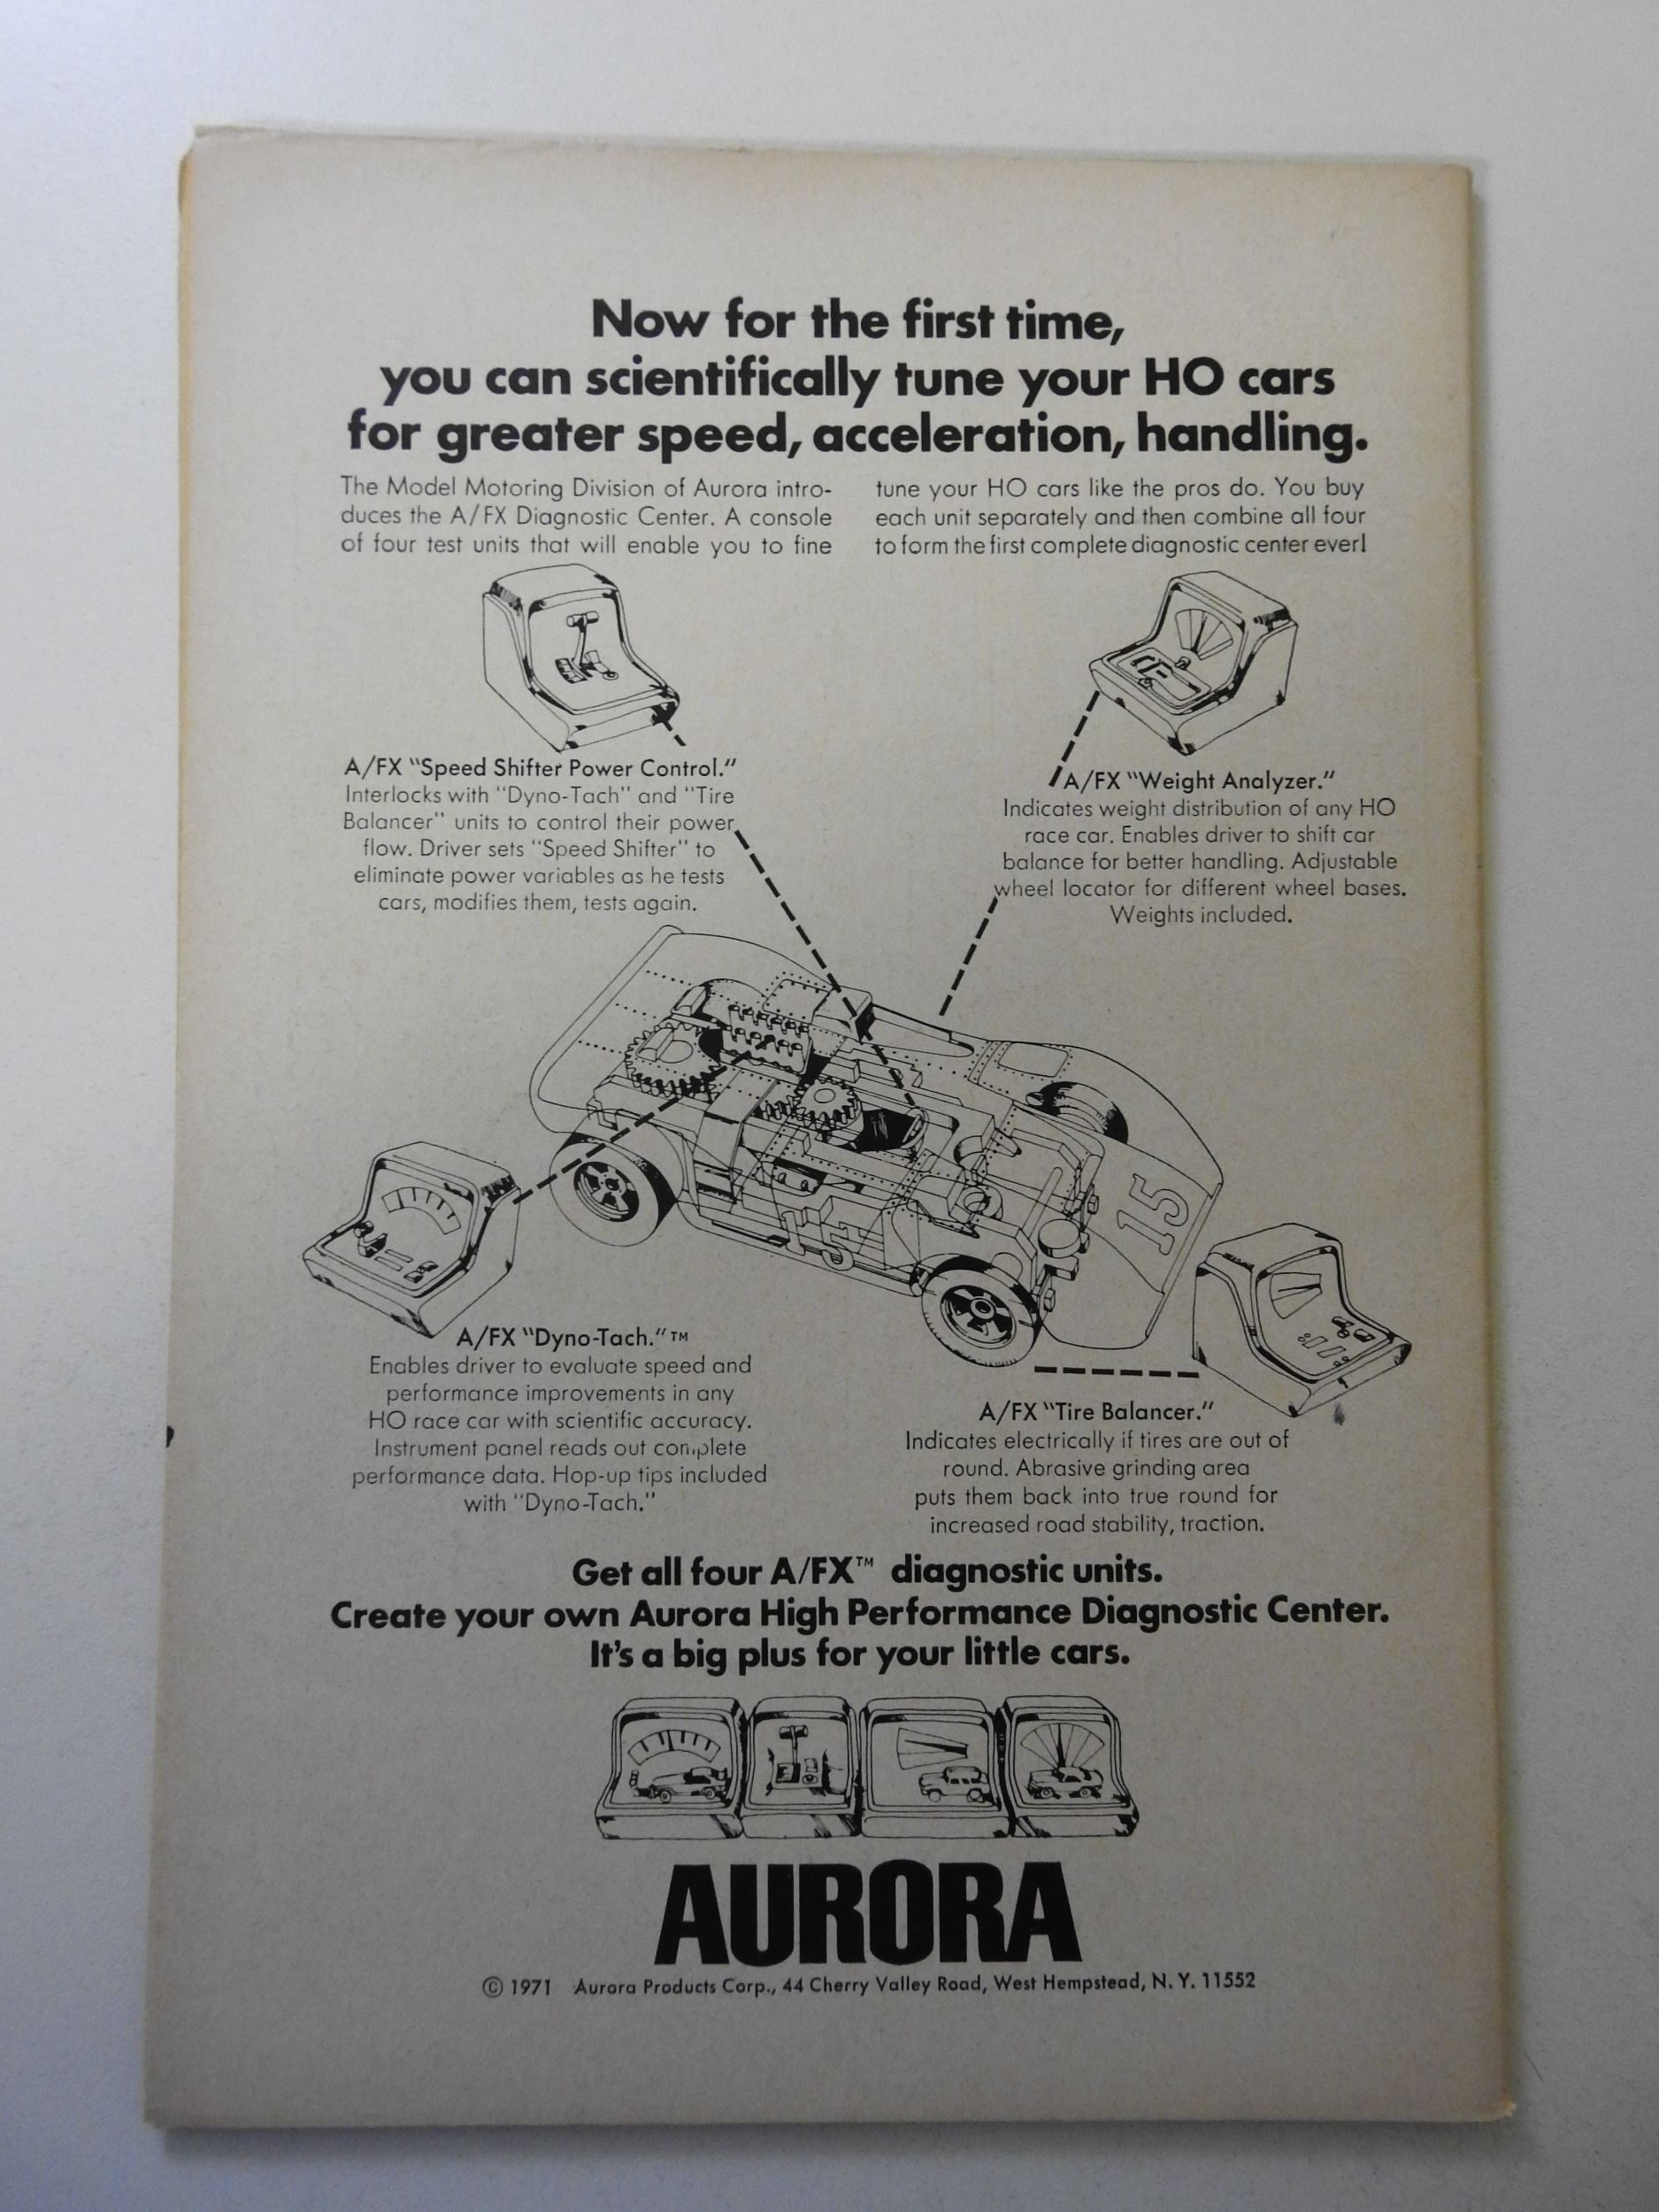 Now for the first time,
you can scientifically tune your HO cars
for greater speed, acceleration, handling.
The Model Motoring Division of Aurora intro-
duces the A/FX Diagnostic Center. A console
of four test units that will enable you to fine
tune your HO cars like the pros do. You buy
each unit separately and then combine all four
to form the first complete diagnostic center ever!
A/FX "Speed Shifter Power Control."
Interlocks with "Dyno-Tach" and "Tire
Balancer" units to control their power
flow. Driver sets "Speed Shifter" to
eliminate power variables as he tests
cars, modifies them, tests again.
A/FX "Weight Analyzer."
Indicates weight distribution of any HO
race car. Enables driver to shift car
balance for better handling. Adjustable
wheel locator for different wheel bases.
Weights included.
15
15
A/FX "Dyno-Tach."™
Enables driver to evaluate speed and
performance improvements in any
HO race car with scientific accuracy.
Instrument panel reads out complete
performance data. Hop-up tips included
with "Dyno-Tach."
A/FX "Tire Balancer."
Indicates electrically if tires are out of
round. Abrasive grinding area
puts them back into true round for
increased road stability, traction.
Get all four A/FX™ diagnostic units.
Create your own Aurora High Performance Diagnostic Center.
It's a big plus for your little cars.
AURORA
© 1971 Aurora Products Corp., 44 Cherry Valley Road, West Hempstead, N. Y. 11552